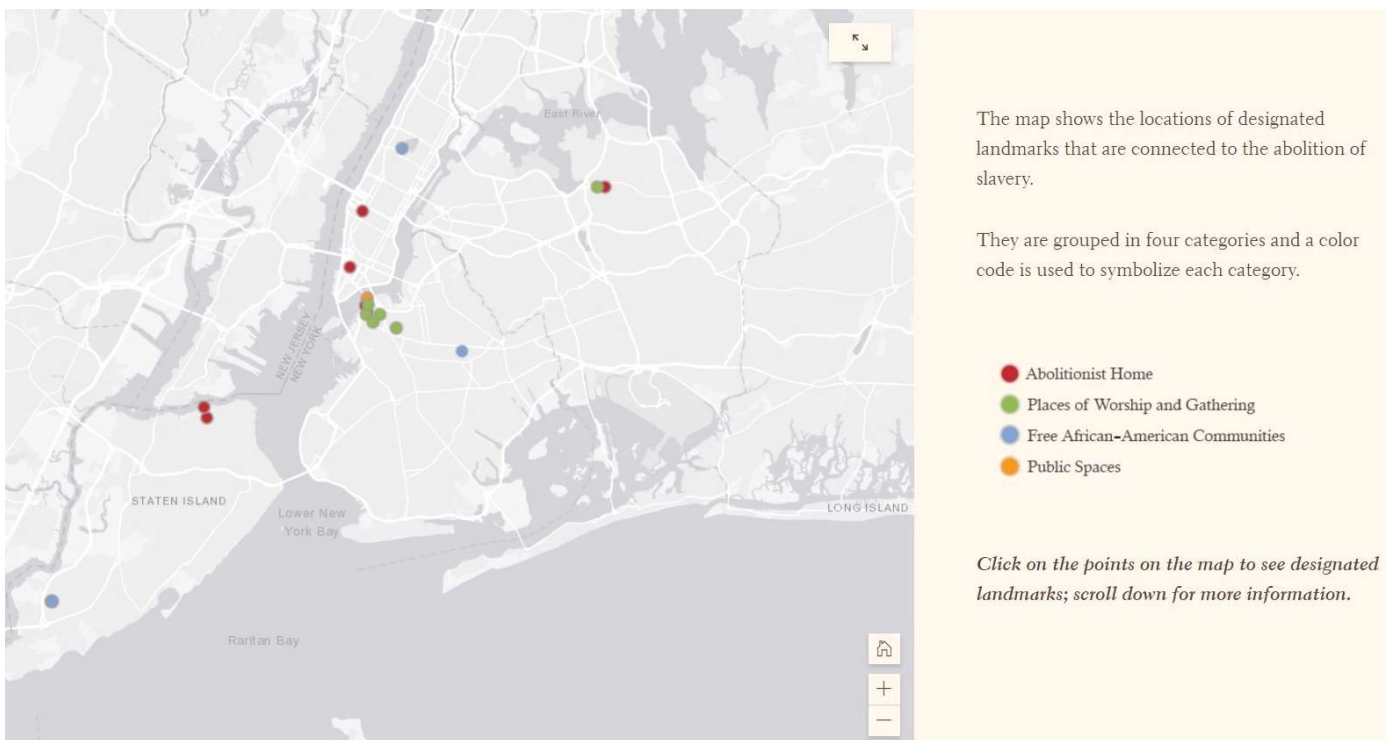 East River
NEW JERSEY
NEW YORK
STATEN ISLAND
Lower New
York Bay
LONG ISLAND
Raritan Bay
The map shows the locations of designated
landmarks that are connected to the abolition of
slavery.
They are grouped in four categories and a color
code is used to symbolize each category.
Abolitionist Home
Places of Worship and Gathering
Free African-American Communities
Public Spaces
Click on the points on the map to see designated
landmarks; scroll down for more information.